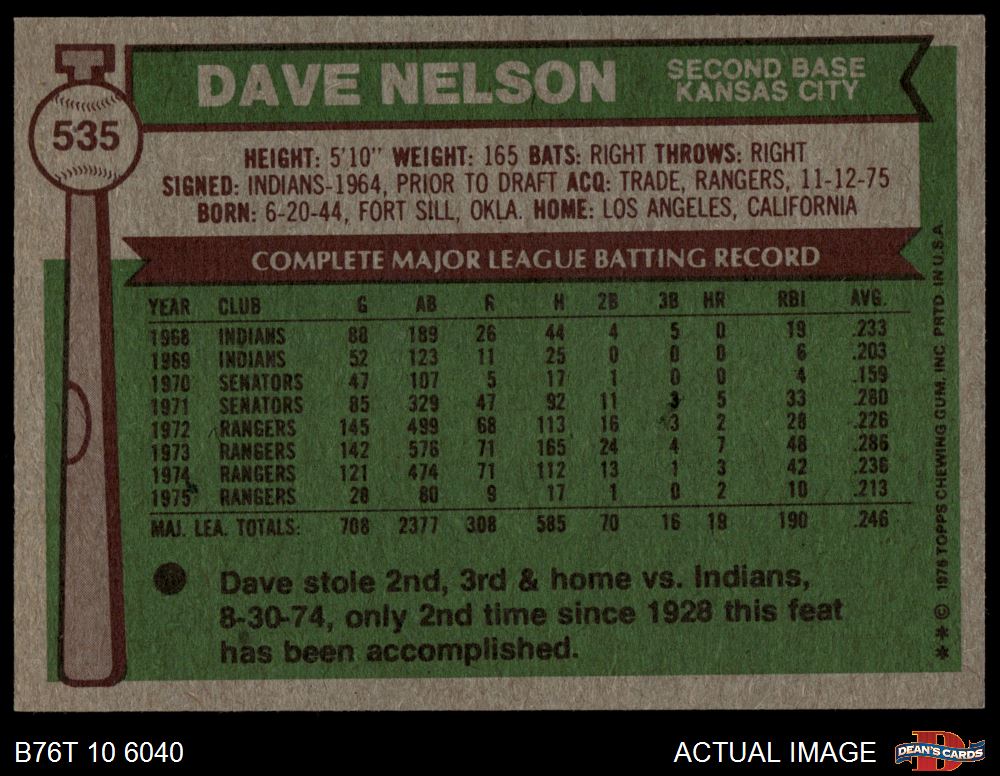 535
DAVE NELSON
SECOND BASE
KANSAS CITY
HEIGHT: 5'10" WEIGHT: 165 BATS: RIGHT THROWS: RIGHT
SIGNED: INDIANS-1964, PRIOR TO DRAFT ACQ: TRADE, RANGERS, 11-12-75
BORN: 6-20-44, FORT SILL, OKLA. HOME: LOS ANGELES, CALIFORNIA
COMPLETE MAJOR LEAGUE BATTING RECORD
YEAR CLUB G AB R H 2B 3B HR RBI AVG.
1968 INDIANS 88 189 26 44 4 5 0 19 .233
1969 INDIANS 52 123 11 25 0 0 0 6 .203
1970 SENATORS 47 107 5 17 1 0 0 4 .159
1971 SENATORS 85 329 47 92 11 3 5 33 .280
1972 RANGERS 145 499 68 113 16 3 2 28 .226
1973 RANGERS 142 576 71 165 24 4 7 48 .286
1974 RANGERS 121 474 71 112 13 1 3 42 .236
1975 RANGERS 28 80 9 17 1 0 2 10 .213
MAJ. LEA. TOTALS: 708 2377 308 585 70 16 19 190 .246
Dave stole 2nd, 3rd & home vs. Indians,
8-30-74, only 2nd time since 1928 this feat
has been accomplished.
* * © 1976 TOPPS CHEWING GUM, INC. PRTD. IN U.S.A.
B76T 10 6040
ACTUAL IMAGE
DEAN'S CARDS